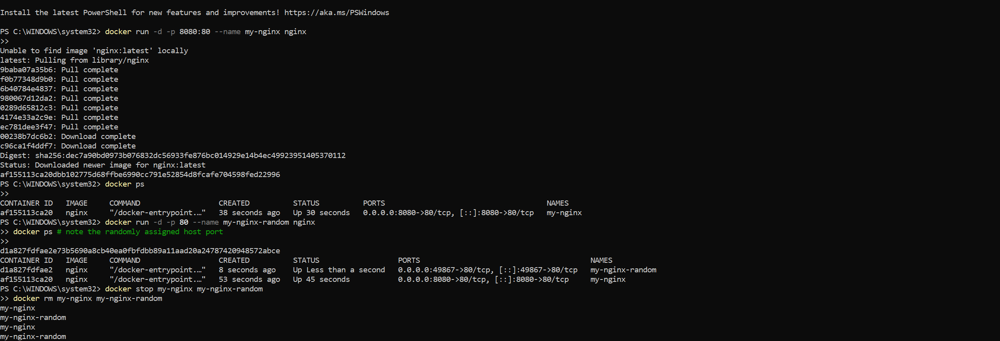 Install the latest PowerShell for new features and improvements! https://aka.ms/PSWindows
PS C:\WINDOWS\system32> docker run -d -p 8080:80 --name my-nginx nginx
>>
Unable to find image 'nginx:latest' locally
latest: Pulling from library/nginx
9baba07a35b6: Pull complete
f0b77348d9b0: Pull complete
6b40784e4837: Pull complete
980067d12da2: Pull complete
0289d65812c3: Pull complete
4174e33a2c9e: Pull complete
ec781dee3f47: Pull complete
00238b7dc6b2: Download complete
c96ca1f4ddf7: Download complete
Digest: sha256:dec7a90bd0973b076832dc56933fe876bc014929e14b4ec49923951405370112
Status: Downloaded newer image for nginx:latest
af155113ca20dbb102775d68ffbe6990cc791e52854d8fcafe704598fed22996
PS C:\WINDOWS\system32> docker ps
>>
CONTAINER ID   IMAGE     COMMAND                  CREATED          STATUS          PORTS                                     NAMES
af155113ca20   nginx     "/docker-entrypoint.…"   38 seconds ago   Up 30 seconds   0.0.0.0:8080->80/tcp, [::]:8080->80/tcp   my-nginx
PS C:\WINDOWS\system32> docker run -d -p 80 --name my-nginx-random nginx
>> docker ps # note the randomly assigned host port
>>
d1a827fdfae2e73b5690a8cb40ea0fbfdbb89a11aad20a24787420948572abce
CONTAINER ID   IMAGE     COMMAND                  CREATED          STATUS                  PORTS                                       NAMES
d1a827fdfae2   nginx     "/docker-entrypoint.…"   8 seconds ago    Up Less than a second   0.0.0.0:49867->80/tcp, [::]:49867->80/tcp   my-nginx-random
af155113ca20   nginx     "/docker-entrypoint.…"   53 seconds ago   Up 45 seconds           0.0.0.0:8080->80/tcp, [::]:8080->80/tcp     my-nginx
PS C:\WINDOWS\system32> docker stop my-nginx my-nginx-random
>> docker rm my-nginx my-nginx-random
my-nginx
my-nginx-random
my-nginx
my-nginx-random